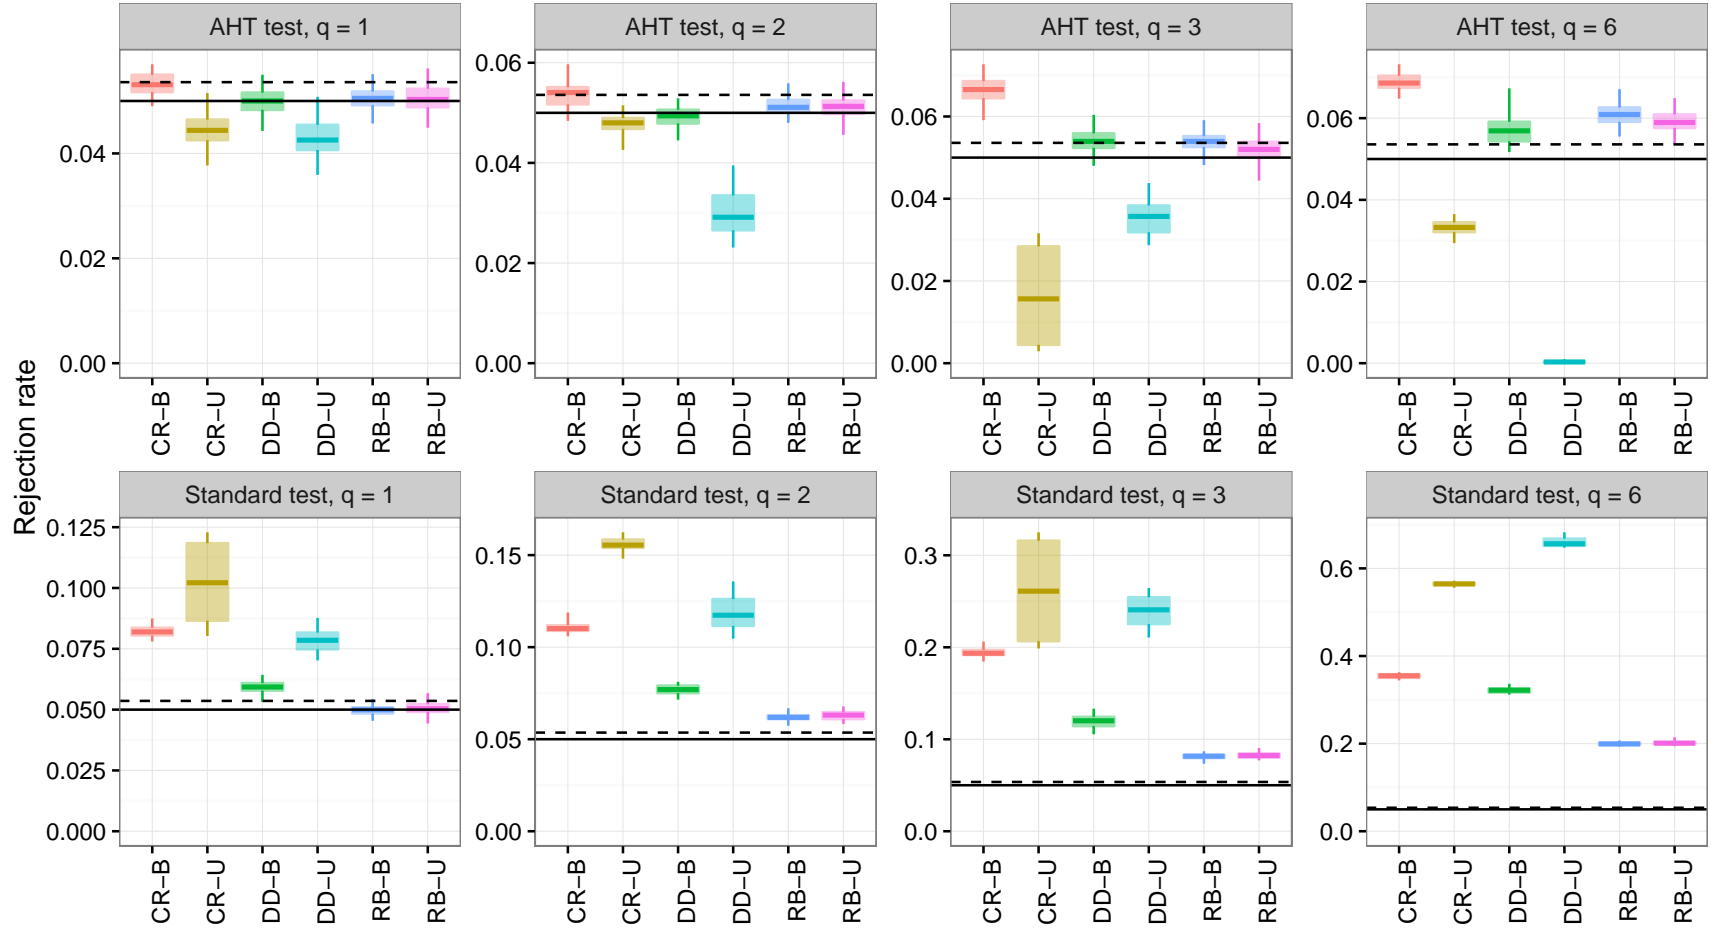 Rejection rate
AHT test, q = 1
AHT test, q = 2
AHT test, q = 3
AHT test, q = 6
0.04
0.02
0.00
0.06
0.04
0.02
0.00
0.06
0.04
0.02
0.00
0.06
0.04
0.02
0.00
CR−B
CR−U
DD−B
DD−U
RB−B
RB−U
CR−B
CR−U
DD−B
DD−U
RB−B
RB−U
CR−B
CR−U
DD−B
DD−U
RB−B
RB−U
CR−B
CR−U
DD−B
DD−U
RB−B
RB−U
Standard test, q = 1
Standard test, q = 2
Standard test, q = 3
Standard test, q = 6
0.125
0.100
0.075
0.050
0.025
0.000
0.15
0.10
0.05
0.00
0.3
0.2
0.1
0.0
0.6
0.4
0.2
0.0
CR−B
CR−U
DD−B
DD−U
RB−B
RB−U
CR−B
CR−U
DD−B
DD−U
RB−B
RB−U
CR−B
CR−U
DD−B
DD−U
RB−B
RB−U
CR−B
CR−U
DD−B
DD−U
RB−B
RB−U